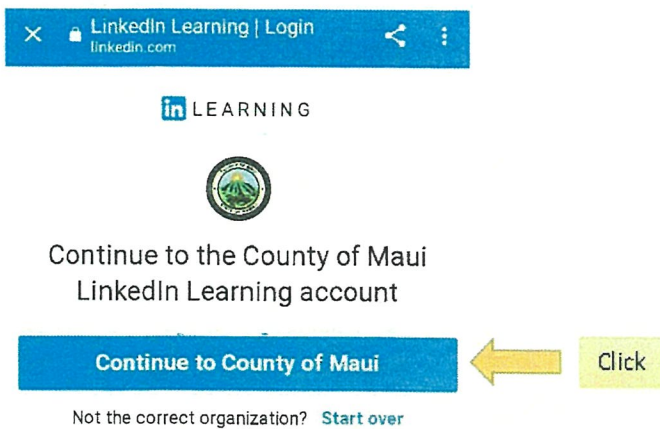 LinkedIn Learning | Login
linkedin.com
in LEARNING
Continue to the County of Maui
LinkedIn Learning account
Continue to County of Maui
Click
Not the correct organization? Start over